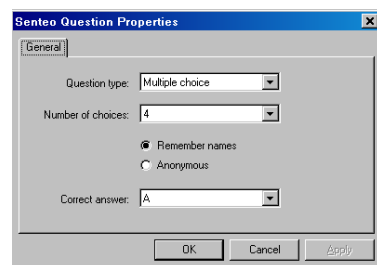 Senteo Question Properties
General
Question type: Multiple choice
Number of choices: 4
Remember names
Anonymous
Correct answer: A
OK Cancel Apply